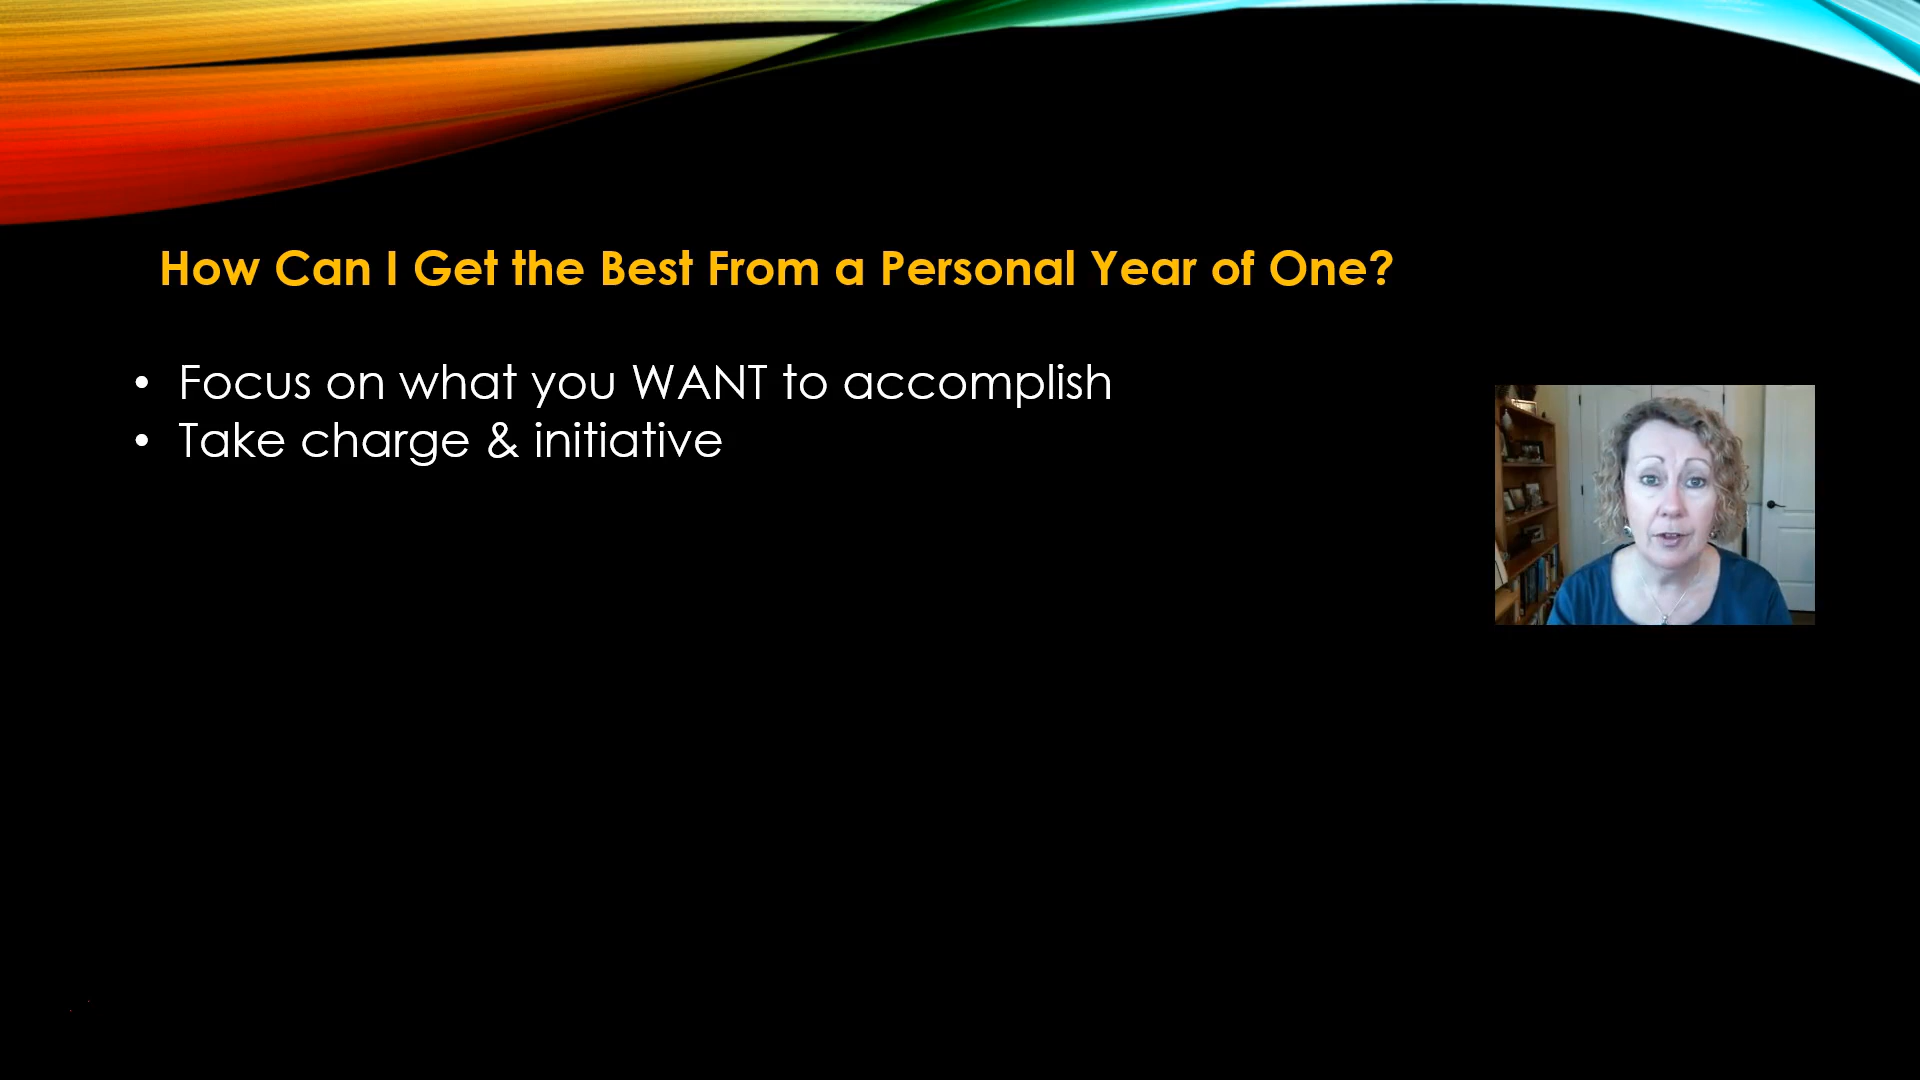 How Can I Get the Best From a Personal Year of One?
• Focus on what you WANT to accomplish
• Take charge & initiative